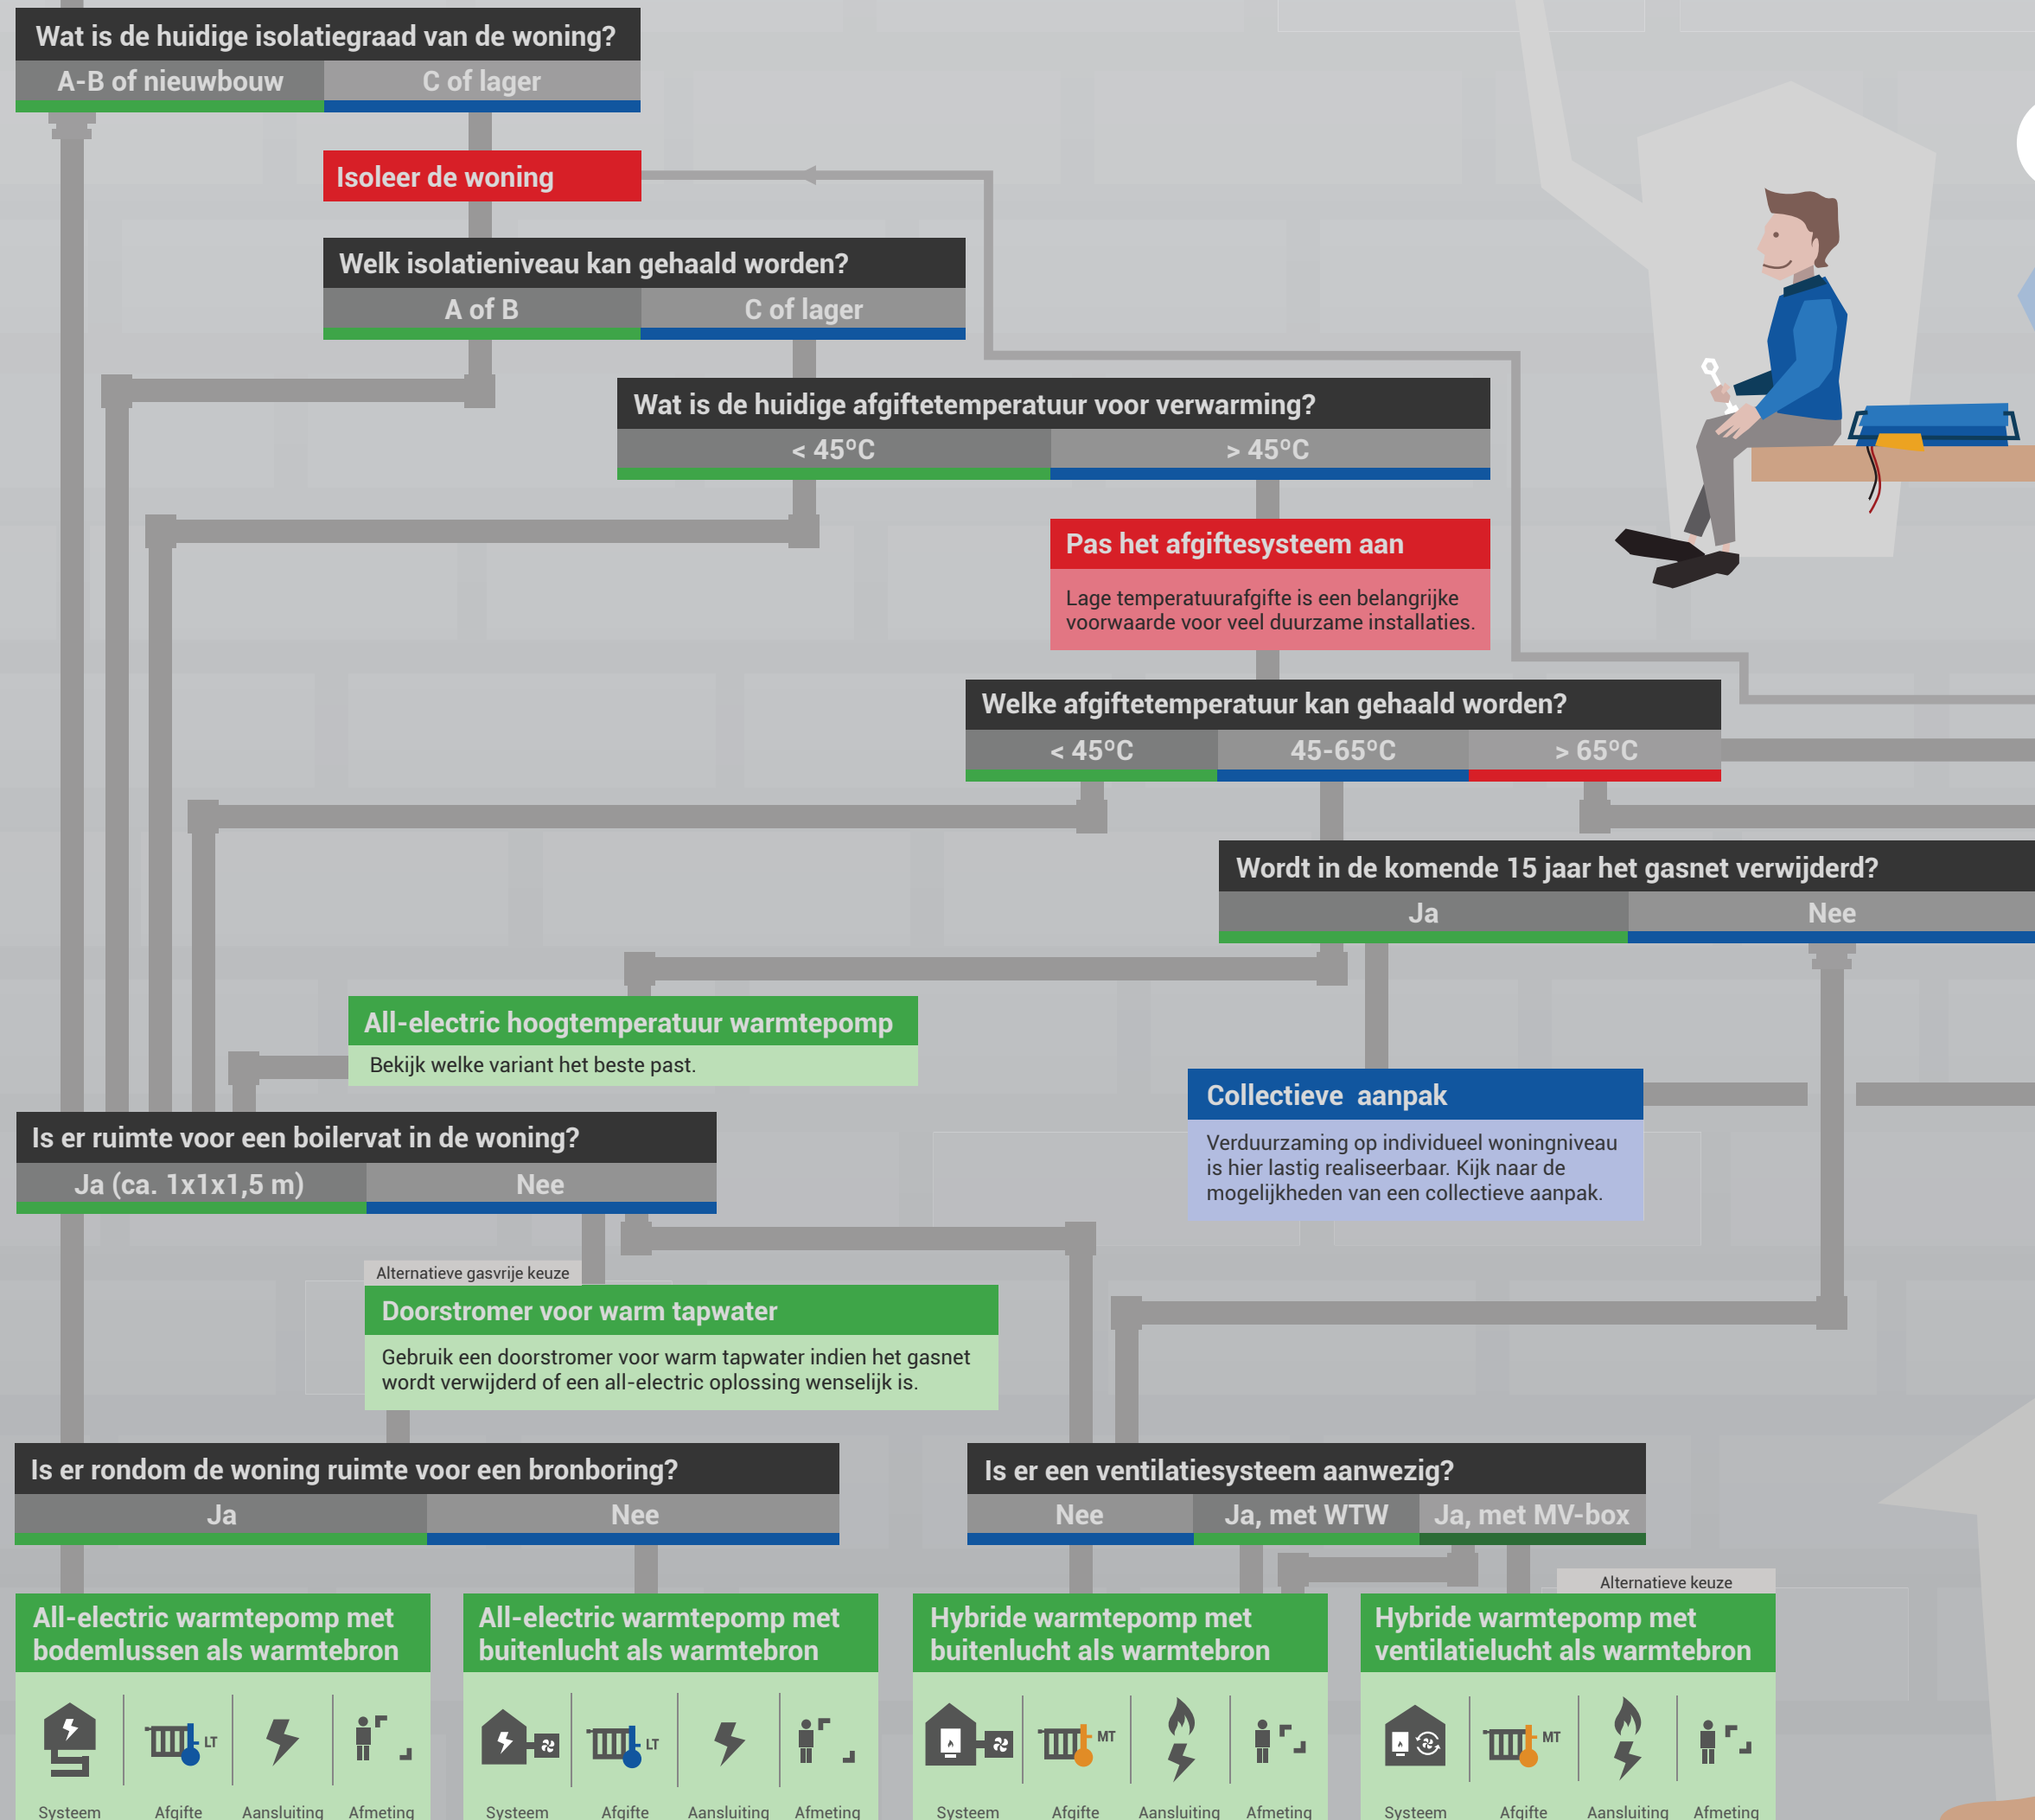 Wat is de huidige isolatiegraad van de woning?
A-B of nieuwbouw
C of lager
Isoleer de woning
Welk isolatieniveau kan gehaald worden?
A of B
C of lager
Wat is de huidige afgiftetemperatuur voor verwarming?
< 45ºC
> 45ºC
Pas het afgiftesysteem aan
Lage temperatuurafgifte is een belangrijke
voorwaarde voor veel duurzame installaties.
Welke afgiftetemperatuur kan gehaald worden?
< 45ºC
45-65ºC
> 65ºC
Wordt in de komende 15 jaar het gasnet verwijderd?
Ja
Nee
All-electric hoogtemperatuur warmtepomp
Bekijk welke variant het beste past.
Collectieve aanpak
Verduurzaming op individueel woningniveau
is hier lastig realiseerbaar. Kijk naar de
mogelijkheden van een collectieve aanpak.
Is er ruimte voor een boilervat in de woning?
Ja (ca. 1x1x1,5 m)
Nee
Alternatieve gasvrije keuze
Doorstromer voor warm tapwater
Gebruik een doorstromer voor warm tapwater indien het gasnet
wordt verwijderd of een all-electric oplossing wenselijk is.
Is er rondom de woning ruimte voor een bronboring?
Ja
Nee
Is er een ventilatiesysteem aanwezig?
Nee
Ja, met WTW
Ja, met MV-box
Alternatieve keuze
All-electric warmtepomp met
bodemlussen als warmtebron
LT
Systeem
Afgifte
Aansluiting
Afmeting
All-electric warmtepomp met
buitenlucht als warmtebron
LT
Systeem
Afgifte
Aansluiting
Afmeting
Hybride warmtepomp met
buitenlucht als warmtebron
MT
Systeem
Afgifte
Aansluiting
Afmeting
Hybride warmtepomp met
ventilatielucht als warmtebron
MT
Systeem
Afgifte
Aansluiting
Afmeting